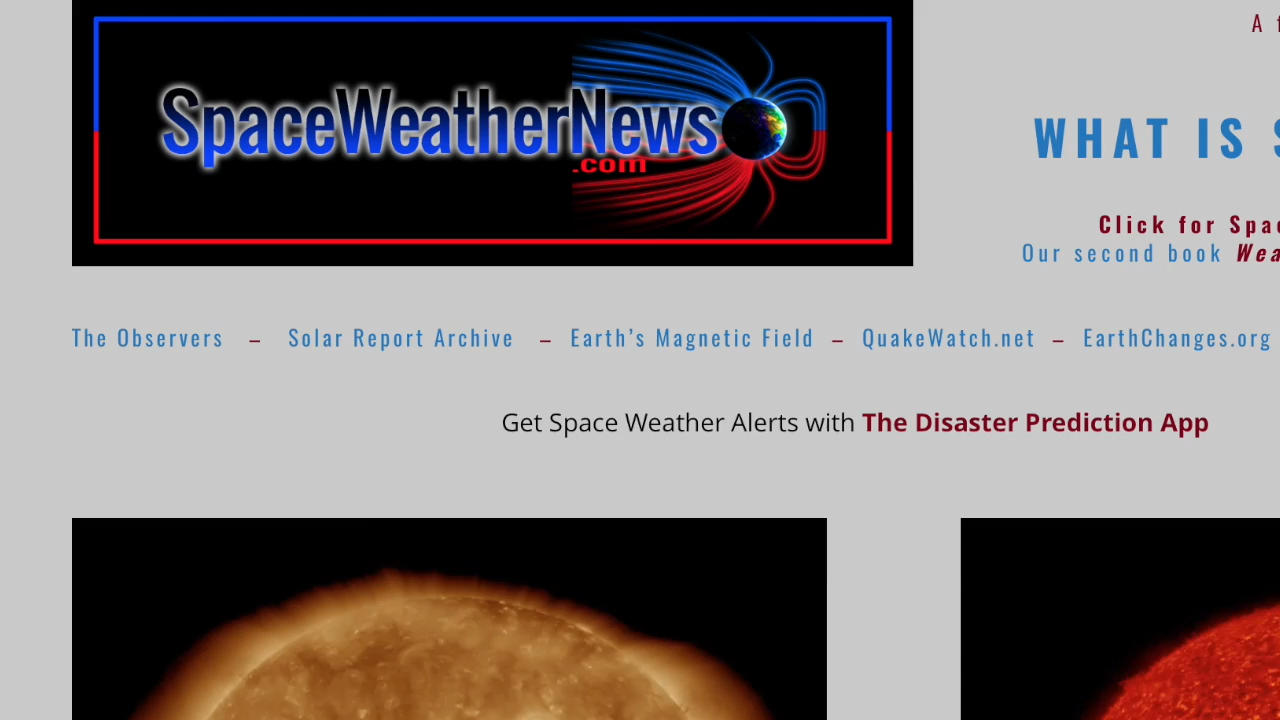 SpaceWeatherNews
.com
A
WHAT IS
Click for
Our second book
The Observers – Solar Report Archive – Earth’s Magnetic Field – QuakeWatch.net – EarthChanges.org
Get Space Weather Alerts with The Disaster Prediction App